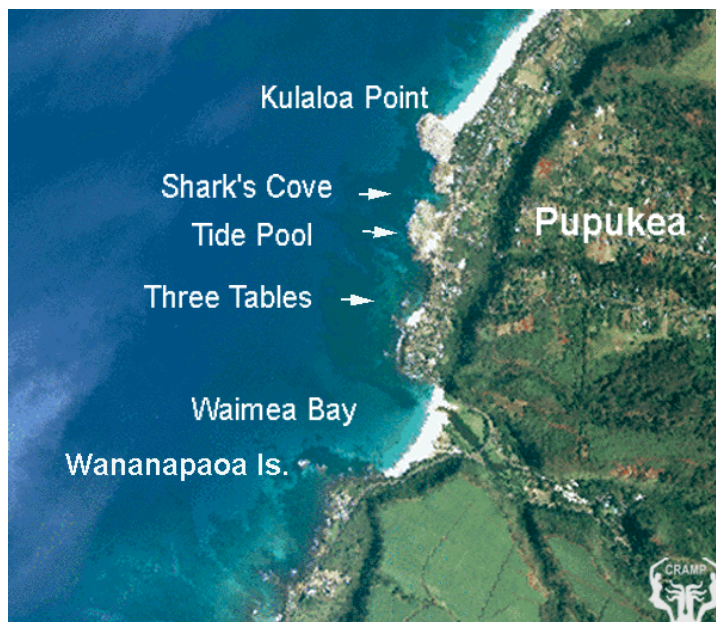 Kulaloa Point
Shark's Cove
Pupukea
Tide Pool
Three Tables
Waimea Bay
Wananapaoa Is.
CRAMP